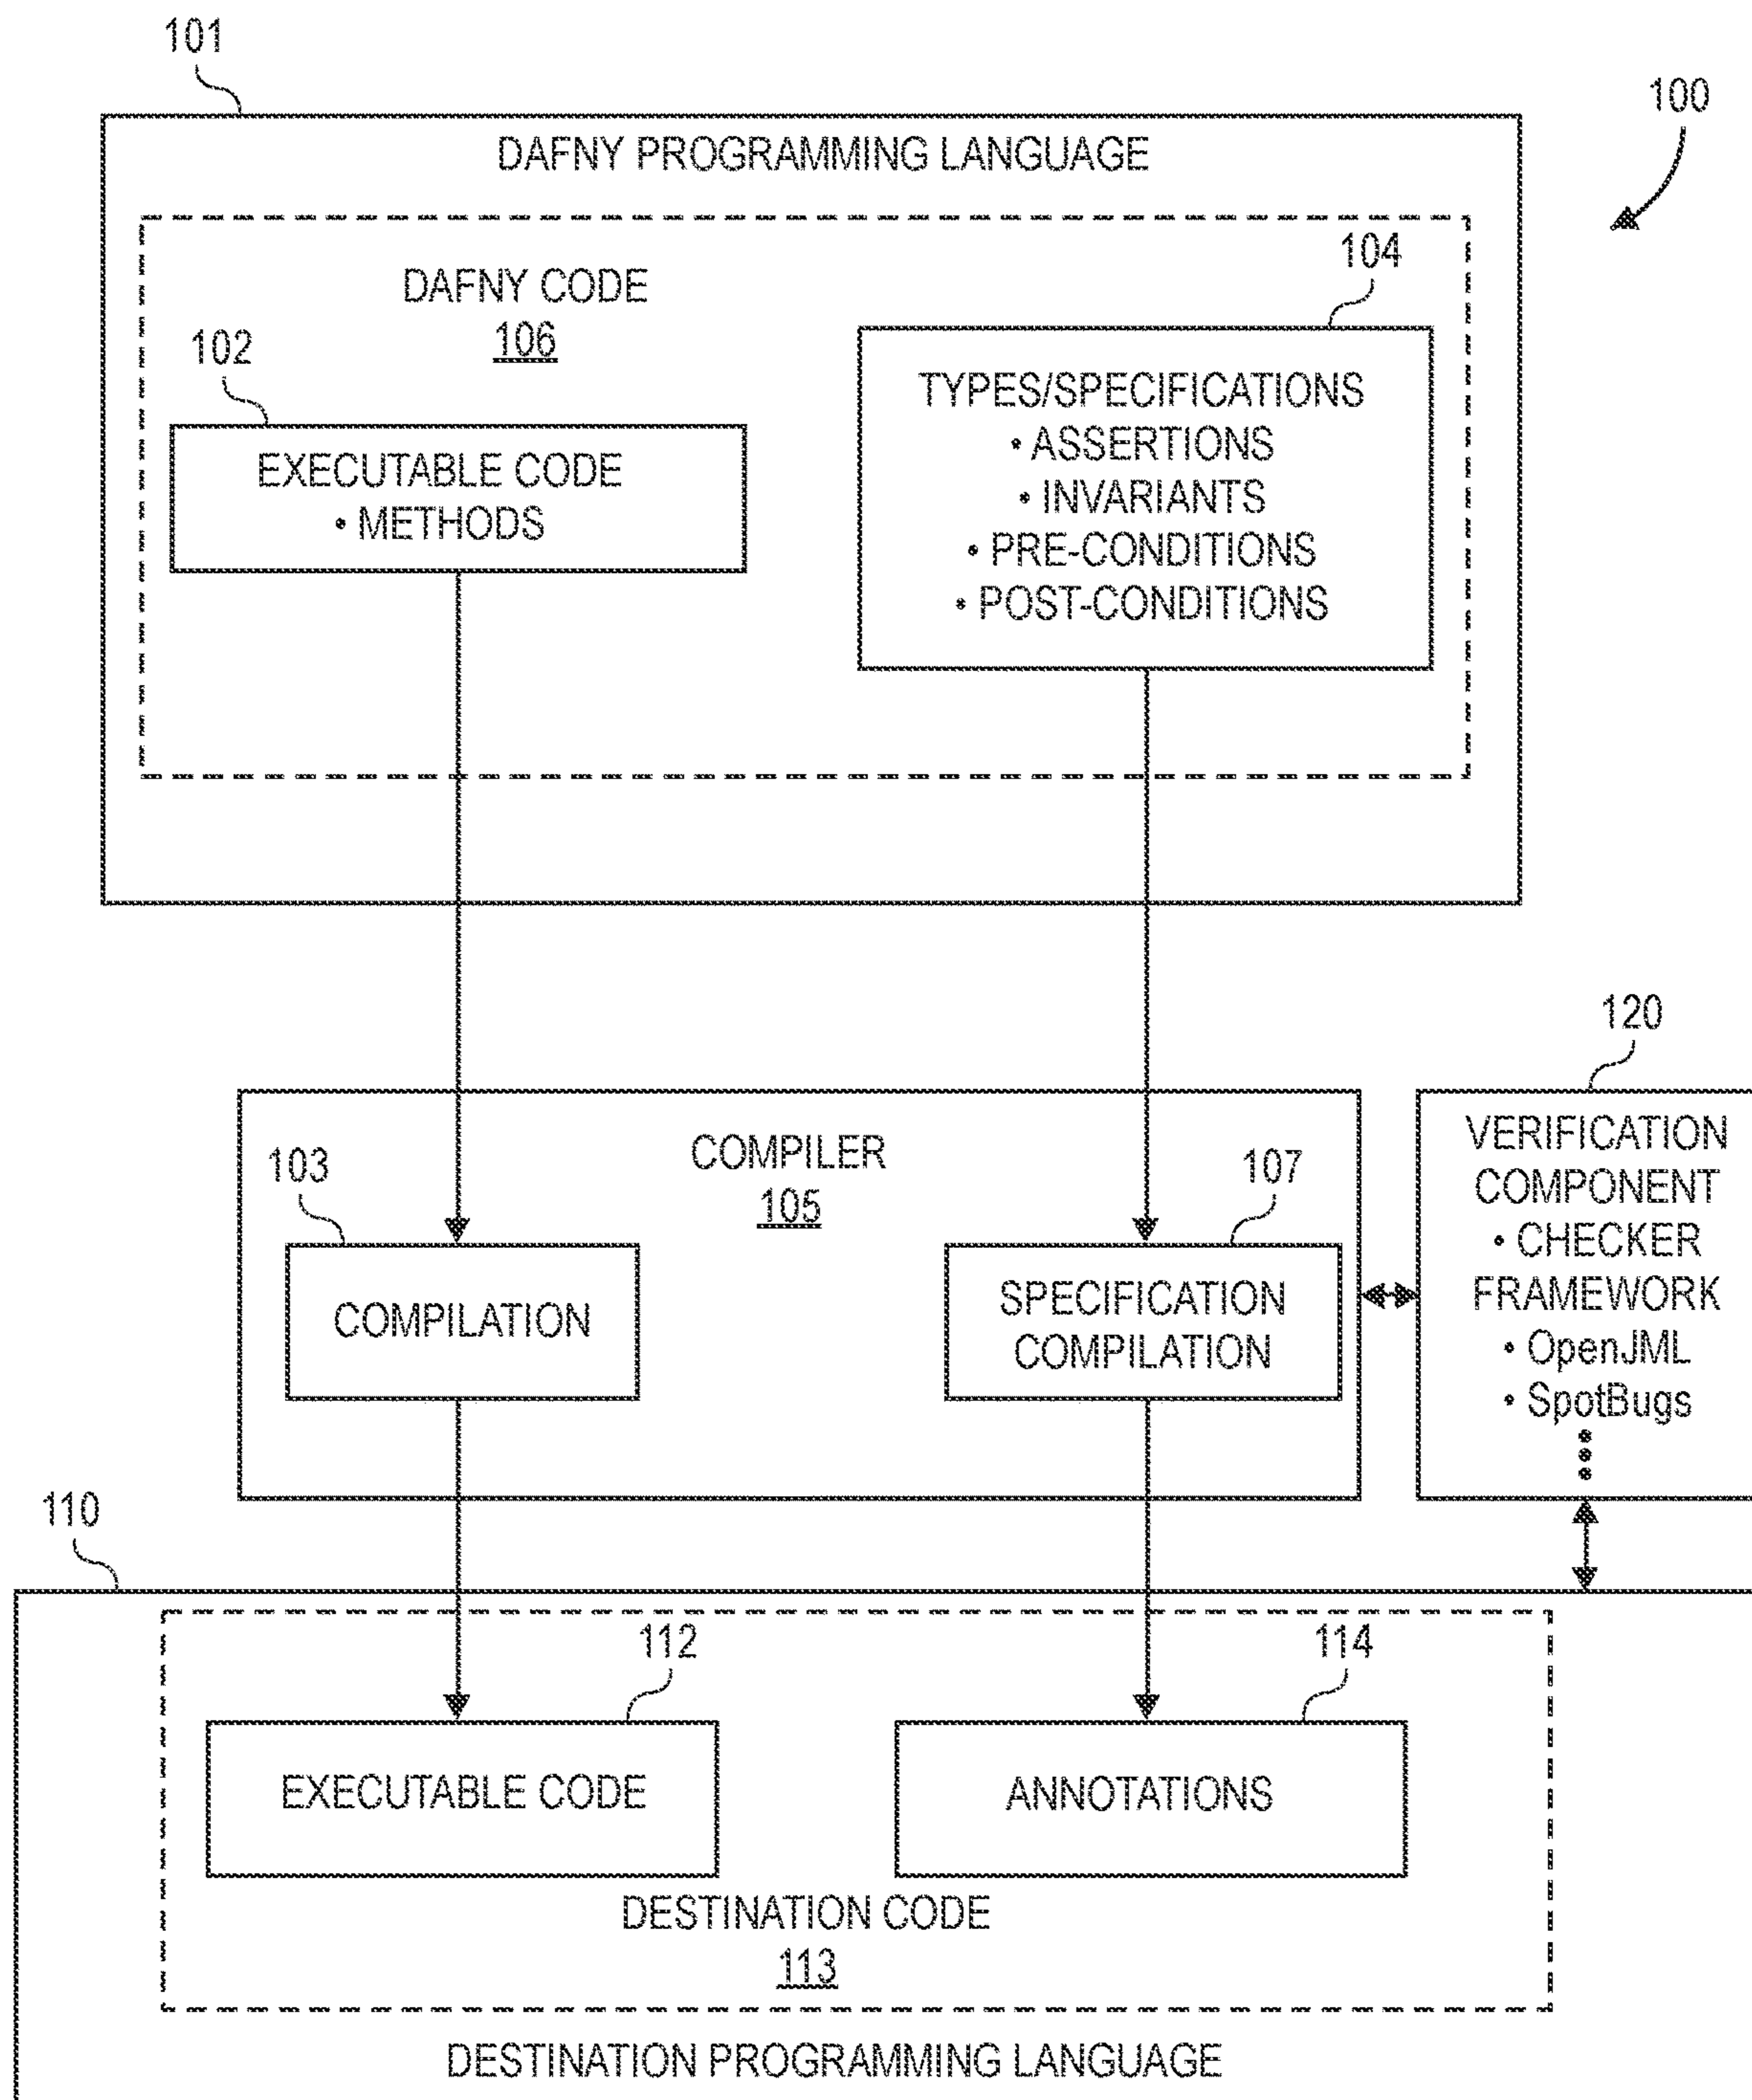 101
100
DAFNY PROGRAMMING LANGUAGE
104
DAFNY CODE
106
102
EXECUTABLE CODE
• METHODS
TYPES/SPECIFICATIONS
• ASSERTIONS
• INVARIANTS
• PRE-CONDITIONS
• POST-CONDITIONS
120
COMPILER
105
103
107
COMPILATION
SPECIFICATION
COMPILATION
VERIFICATION
COMPONENT
• CHECKER
FRAMEWORK
• OpenJML
• SpotBugs
110
112
114
EXECUTABLE CODE
ANNOTATIONS
DESTINATION CODE
113
DESTINATION PROGRAMMING LANGUAGE